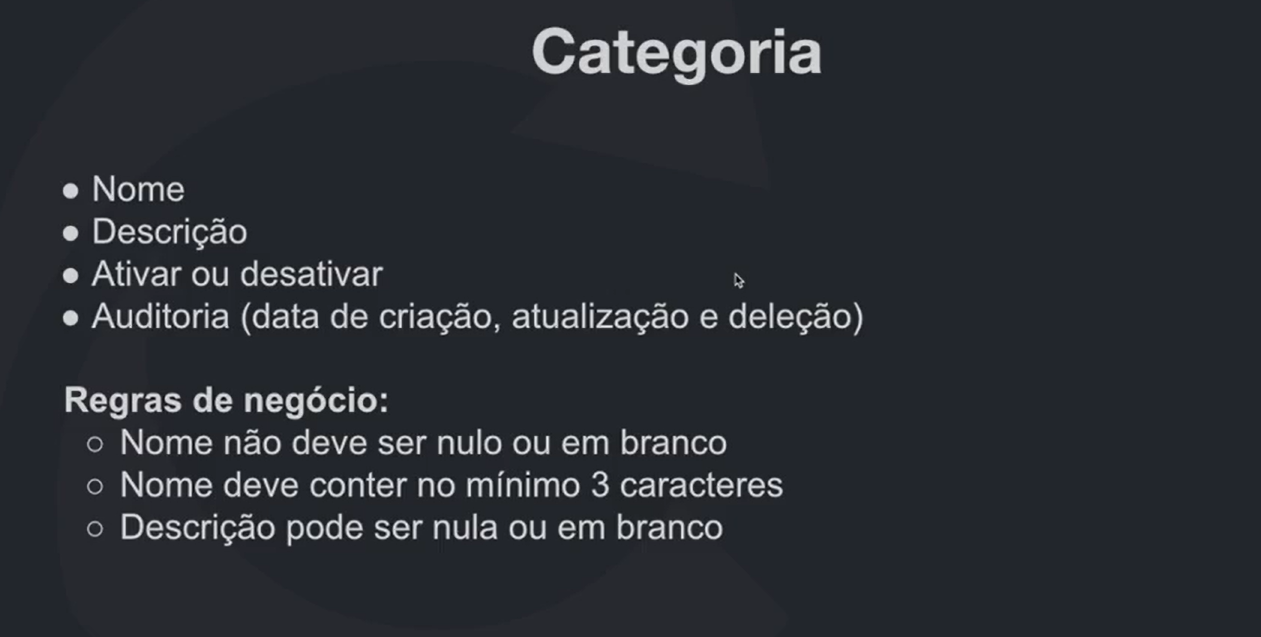 Categoria
● Nome
● Descrição
● Ativar ou desativar
● Auditoria (data de criação, atualização e deleção)
Regras de negócio:
○ Nome não deve ser nulo ou em branco
○ Nome deve conter no mínimo 3 caracteres
○ Descrição pode ser nula ou em branco